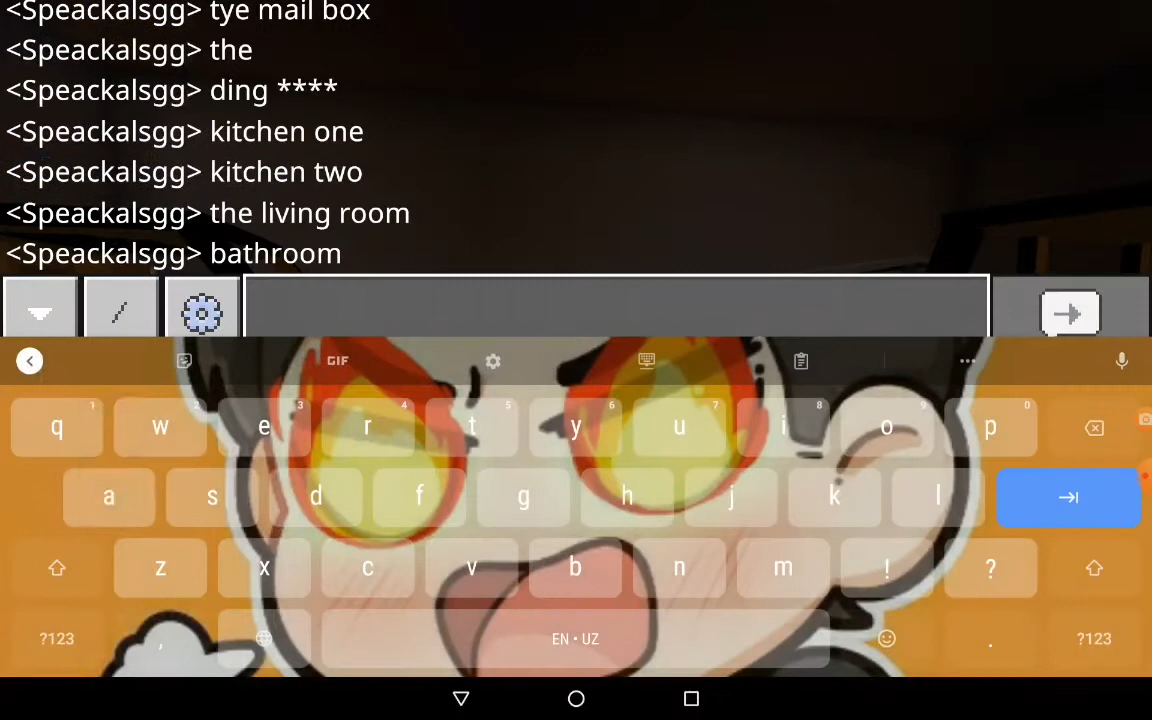 <Speackalsgg> tye mail box
<Speackalsgg> the
<Speackalsgg> ding ****
<Speackalsgg> kitchen one
<Speackalsgg> kitchen two
<Speackalsgg> the living room
<Speackalsgg> bathroom
/
GIF
q 1 w 2 e 3 r 4 t 5 y 6 u 7 i 8 o 9 p 0
a s d f g h j k l
z x c v b n m ! ?
?123 , EN • UZ . ?123